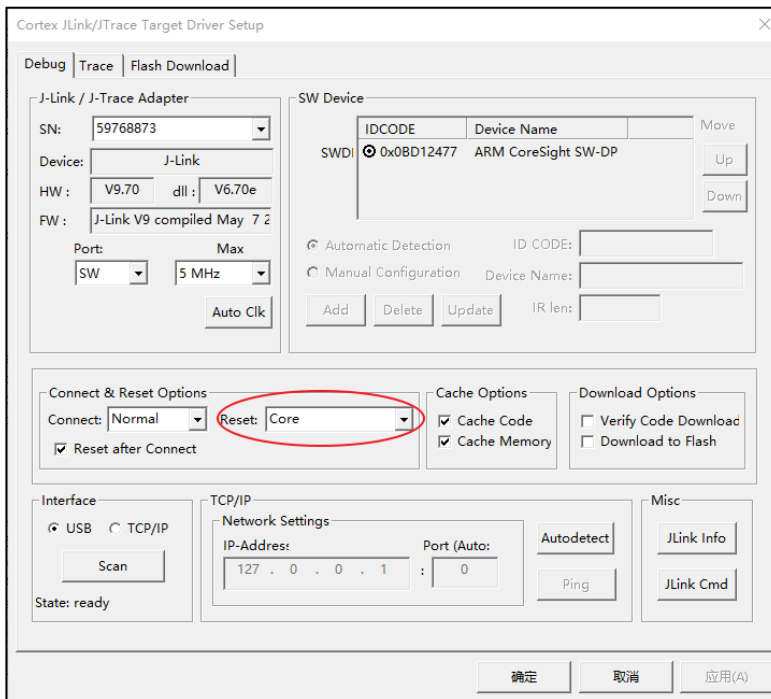 Cortex JLink/JTrace Target Driver Setup
Debug Trace Flash Download
J-Link / J-Trace Adapter
SN: 59768873
Device: J-Link
HW : V9.70 dll : V6.70e
FW : J-Link V9 compiled May 7 2
Port: Max
SW 5 MHz
Auto Clk
SW Device
IDCODE Device Name
SWDI 0x0BD12477 ARM CoreSight SW-DP
Move
Up
Down
Automatic Detection ID CODE:
Manual Configuration Device Name:
Add Delete Update IR len:
Connect & Reset Options
Connect: Normal Reset: Core
Reset after Connect
Cache Options
Cache Code
Cache Memory
Download Options
Verify Code Download
Download to Flash
Interface
USB TCP/IP
Scan
State: ready
TCP/IP
Network Settings
IP-Address: Port (Auto:
127 . 0 . 0 . 1 : 0
Autodetect
Ping
Misc
JLink Info
JLink Cmd
确定 取消 应用(A)